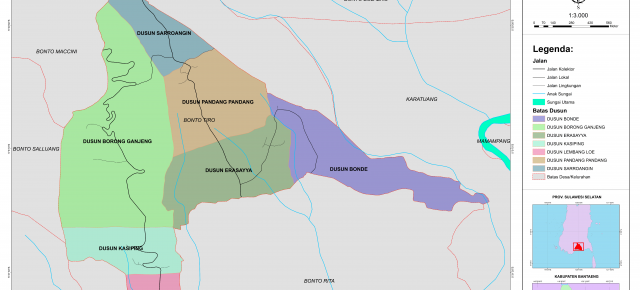 DUSUN SARROANGIN
BONTO MACCINI
DUSUN PANDANG PANDANG
KARATUANG
BONTO TIRO
DUSUN BORONG GANJENG
BONTO SALLUANG
MAMAMPANG
DUSUN ERASAYYA
DUSUN BONDE
DUSUN KASIPING
BONTO RITA
S
1:3.000
Legenda:
Jalan
Jalan Kolektor
Jalan Lokal
Jalan Lingkungan
Anak Sungai
Sungai Utama
Batas Dusun
DUSUN BONDE
DUSUN BORONG GANJENG
DUSUN ERASAYYA
DUSUN KASIPING
DUSUN LEMBANG LOE
DUSUN PANDANG PANDANG
DUSUN SARROANGIN
Batas Desa/Kelurahan
PROV. SULAWESI SELATAN
KABUPATEN BANTAENG